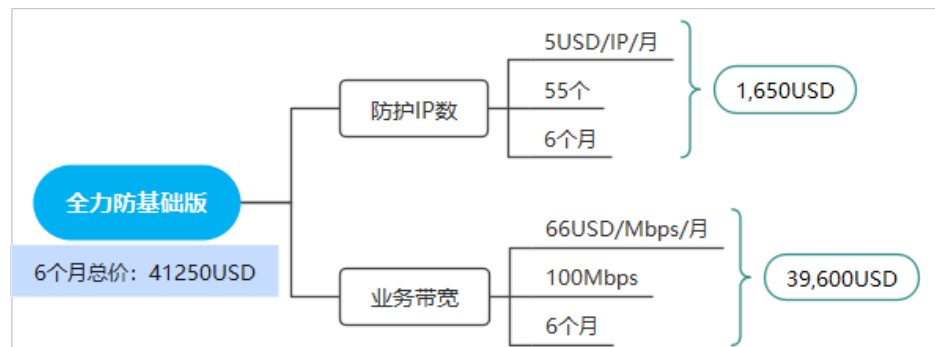 5USD/IP/月
55个
6个月
防护IP数
1,650USD
全力防基础版
6个月总价：41250USD
66USD/Mbps/月
100Mbps
6个月
业务带宽
39,600USD